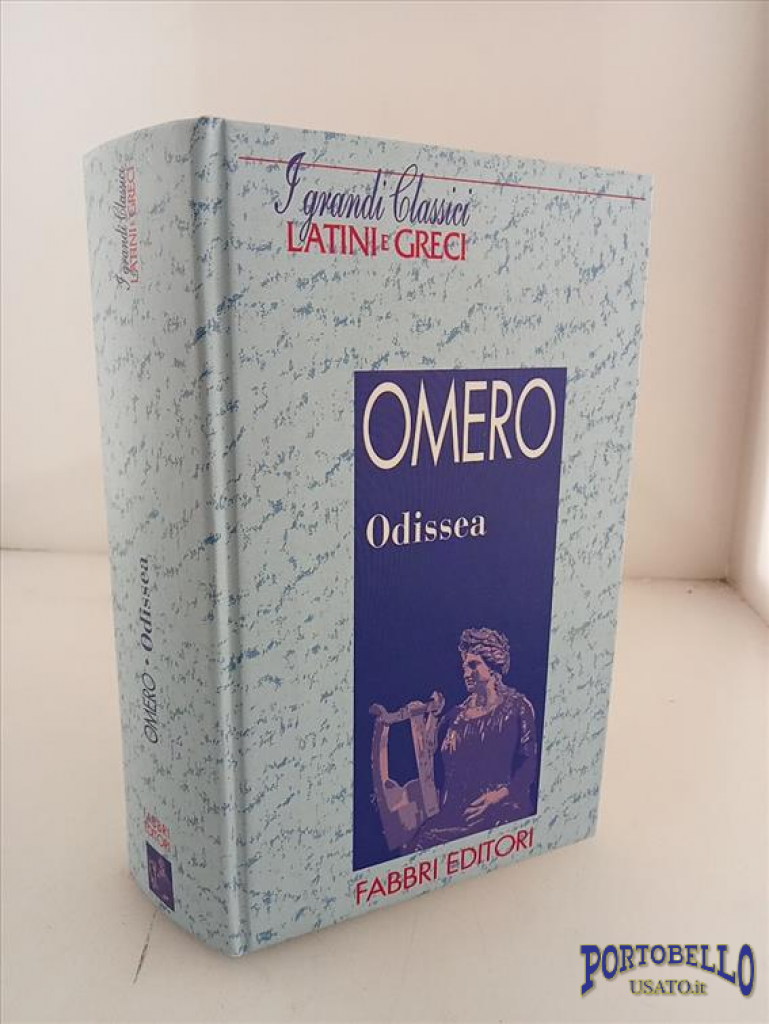 I grandi Classici
LATINI E GRECI
OMERO
Odissea
FABBRI EDITORI
I grandi Classici
LATINI E GRECI
OMERO • Odissea
FABBRI
EDITORI
PORTOBELLO
USATO.it